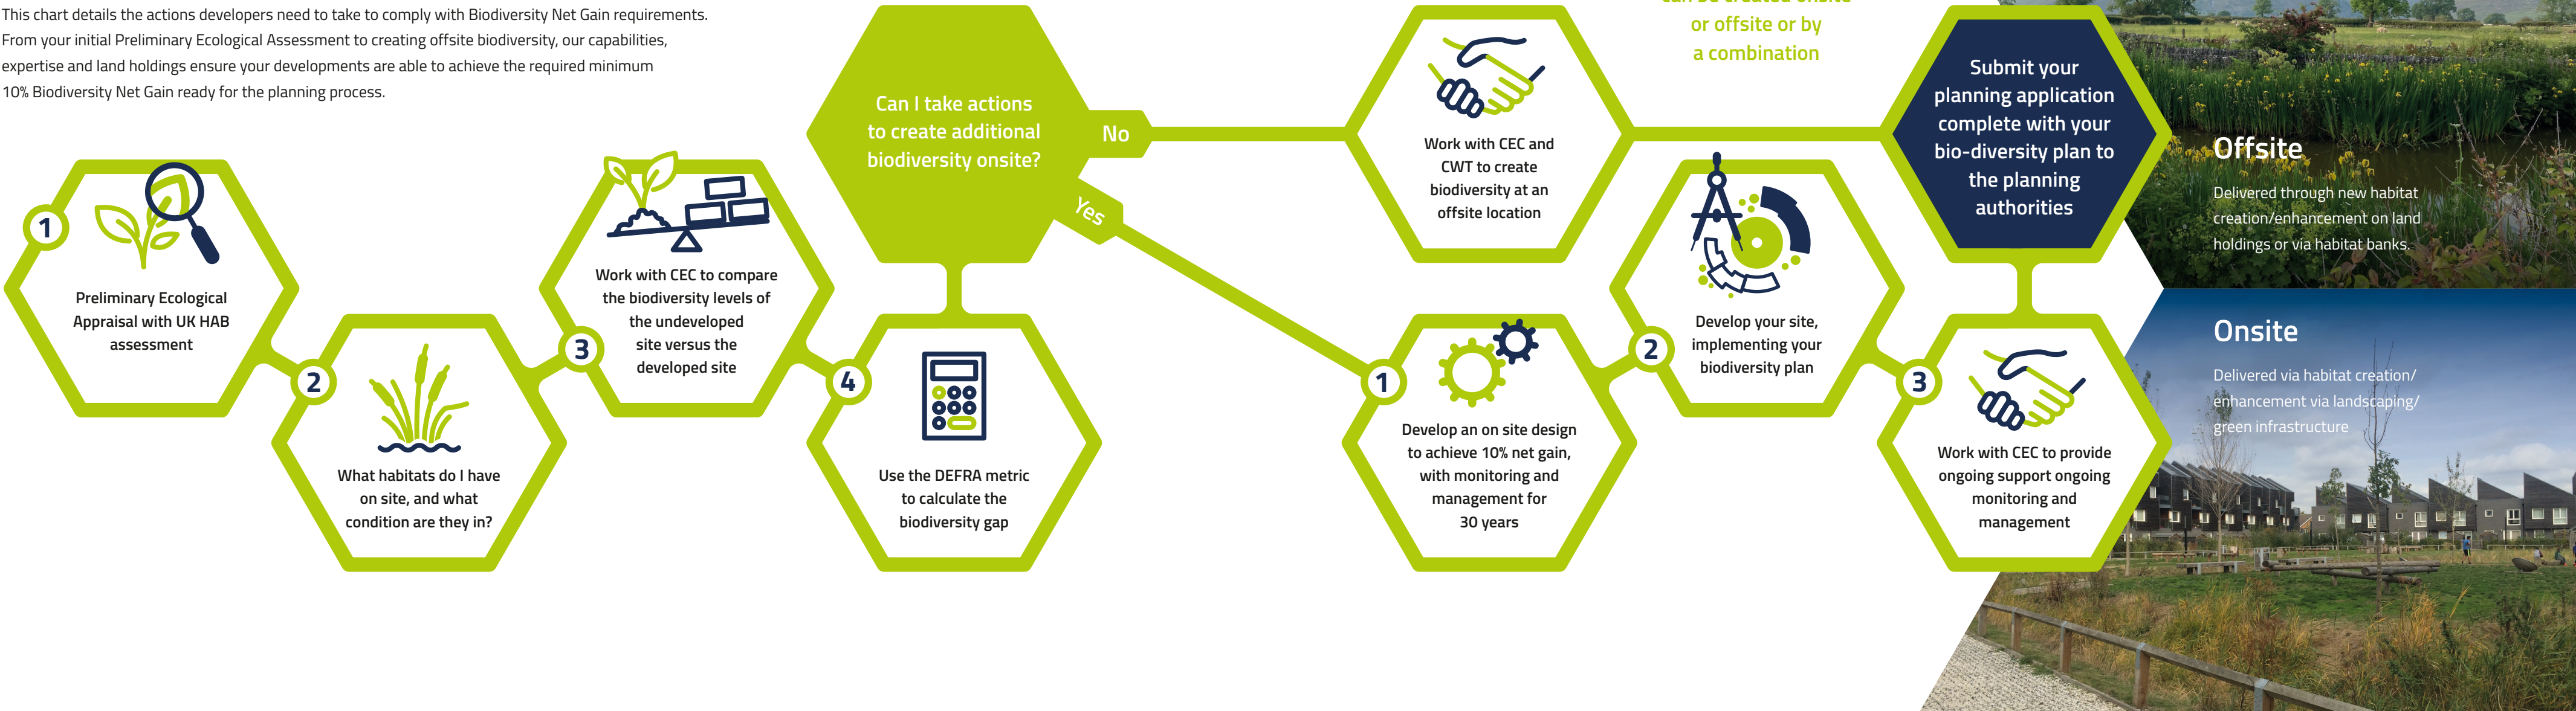 This chart details the actions developers need to take to comply with Biodiversity Net Gain requirements.
From your initial Preliminary Ecological Assessment to creating offsite biodiversity, our capabilities,
expertise and land holdings ensure your developments are able to achieve the required minimum
10% Biodiversity Net Gain ready for the planning process.
1
Preliminary Ecological
Appraisal with UK HAB
assessment
2
What habitats do I have
on site, and what
condition are they in?
3
Work with CEC to compare
the biodiversity levels of
the undeveloped
site versus the
developed site
4
Use the DEFRA metric
to calculate the
biodiversity gap
Can I take actions
to create additional
biodiversity onsite?
No
Yes
Work with CEC and
CWT to create
biodiversity at an
offsite location
can be created onsite
or offsite or by
a combination
1
Develop an on site design
to achieve 10% net gain,
with monitoring and
management for
30 years
2
Develop your site,
implementing your
biodiversity plan
3
Work with CEC to provide
ongoing support ongoing
monitoring and
management
Submit your
planning application
complete with your
bio-diversity plan to
the planning
authorities
Offsite
Delivered through new habitat
creation/enhancement on land
holdings or via habitat banks.
Onsite
Delivered via habitat creation/
enhancement via landscaping/
green infrastructure